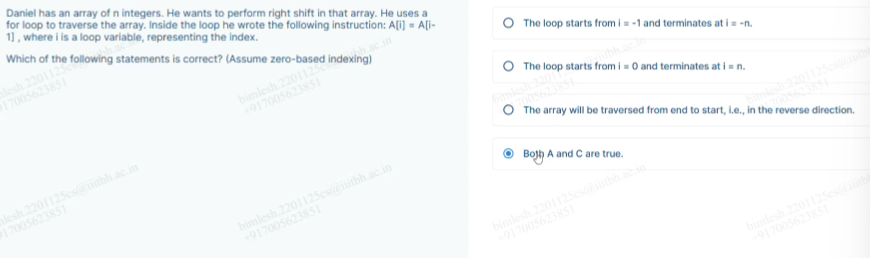 Daniel has an array of n integers. He wants to perform right shift in that array. He uses a
for loop to traverse the array. Inside the loop he wrote the following instruction: A[i] = A[i-
1] , where i is a loop variable, representing the index.
Which of the following statements is correct? (Assume zero-based indexing)
The loop starts from i = -1 and terminates at i = -n.
The loop starts from i = 0 and terminates at i = n.
The array will be traversed from end to start, i.e., in the reverse direction.
Both A and C are true.